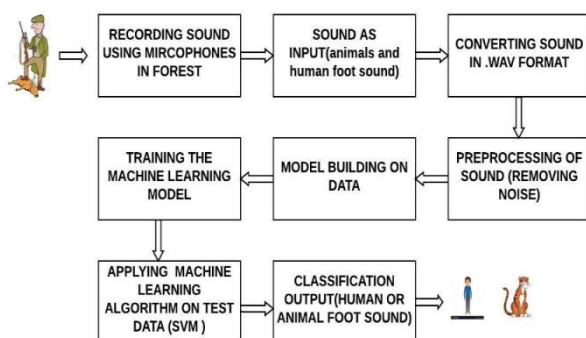 RECORDING SOUND
USING MIRCOPHONES
IN FOREST
SOUND AS
INPUT(animals and
human foot sound)
CONVERTING SOUND
IN .WAV FORMAT
PREPROCESSING OF
SOUND (REMOVING
NOISE)
MODEL BUILDING ON
DATA
TRAINING THE
MACHINE LEARNING
MODEL
APPLYING MACHINE
LEARNING
ALGORITHM ON TEST
DATA (SVM )
CLASSIFICATION
OUTPUT(HUMAN OR
ANIMAL FOOT SOUND)